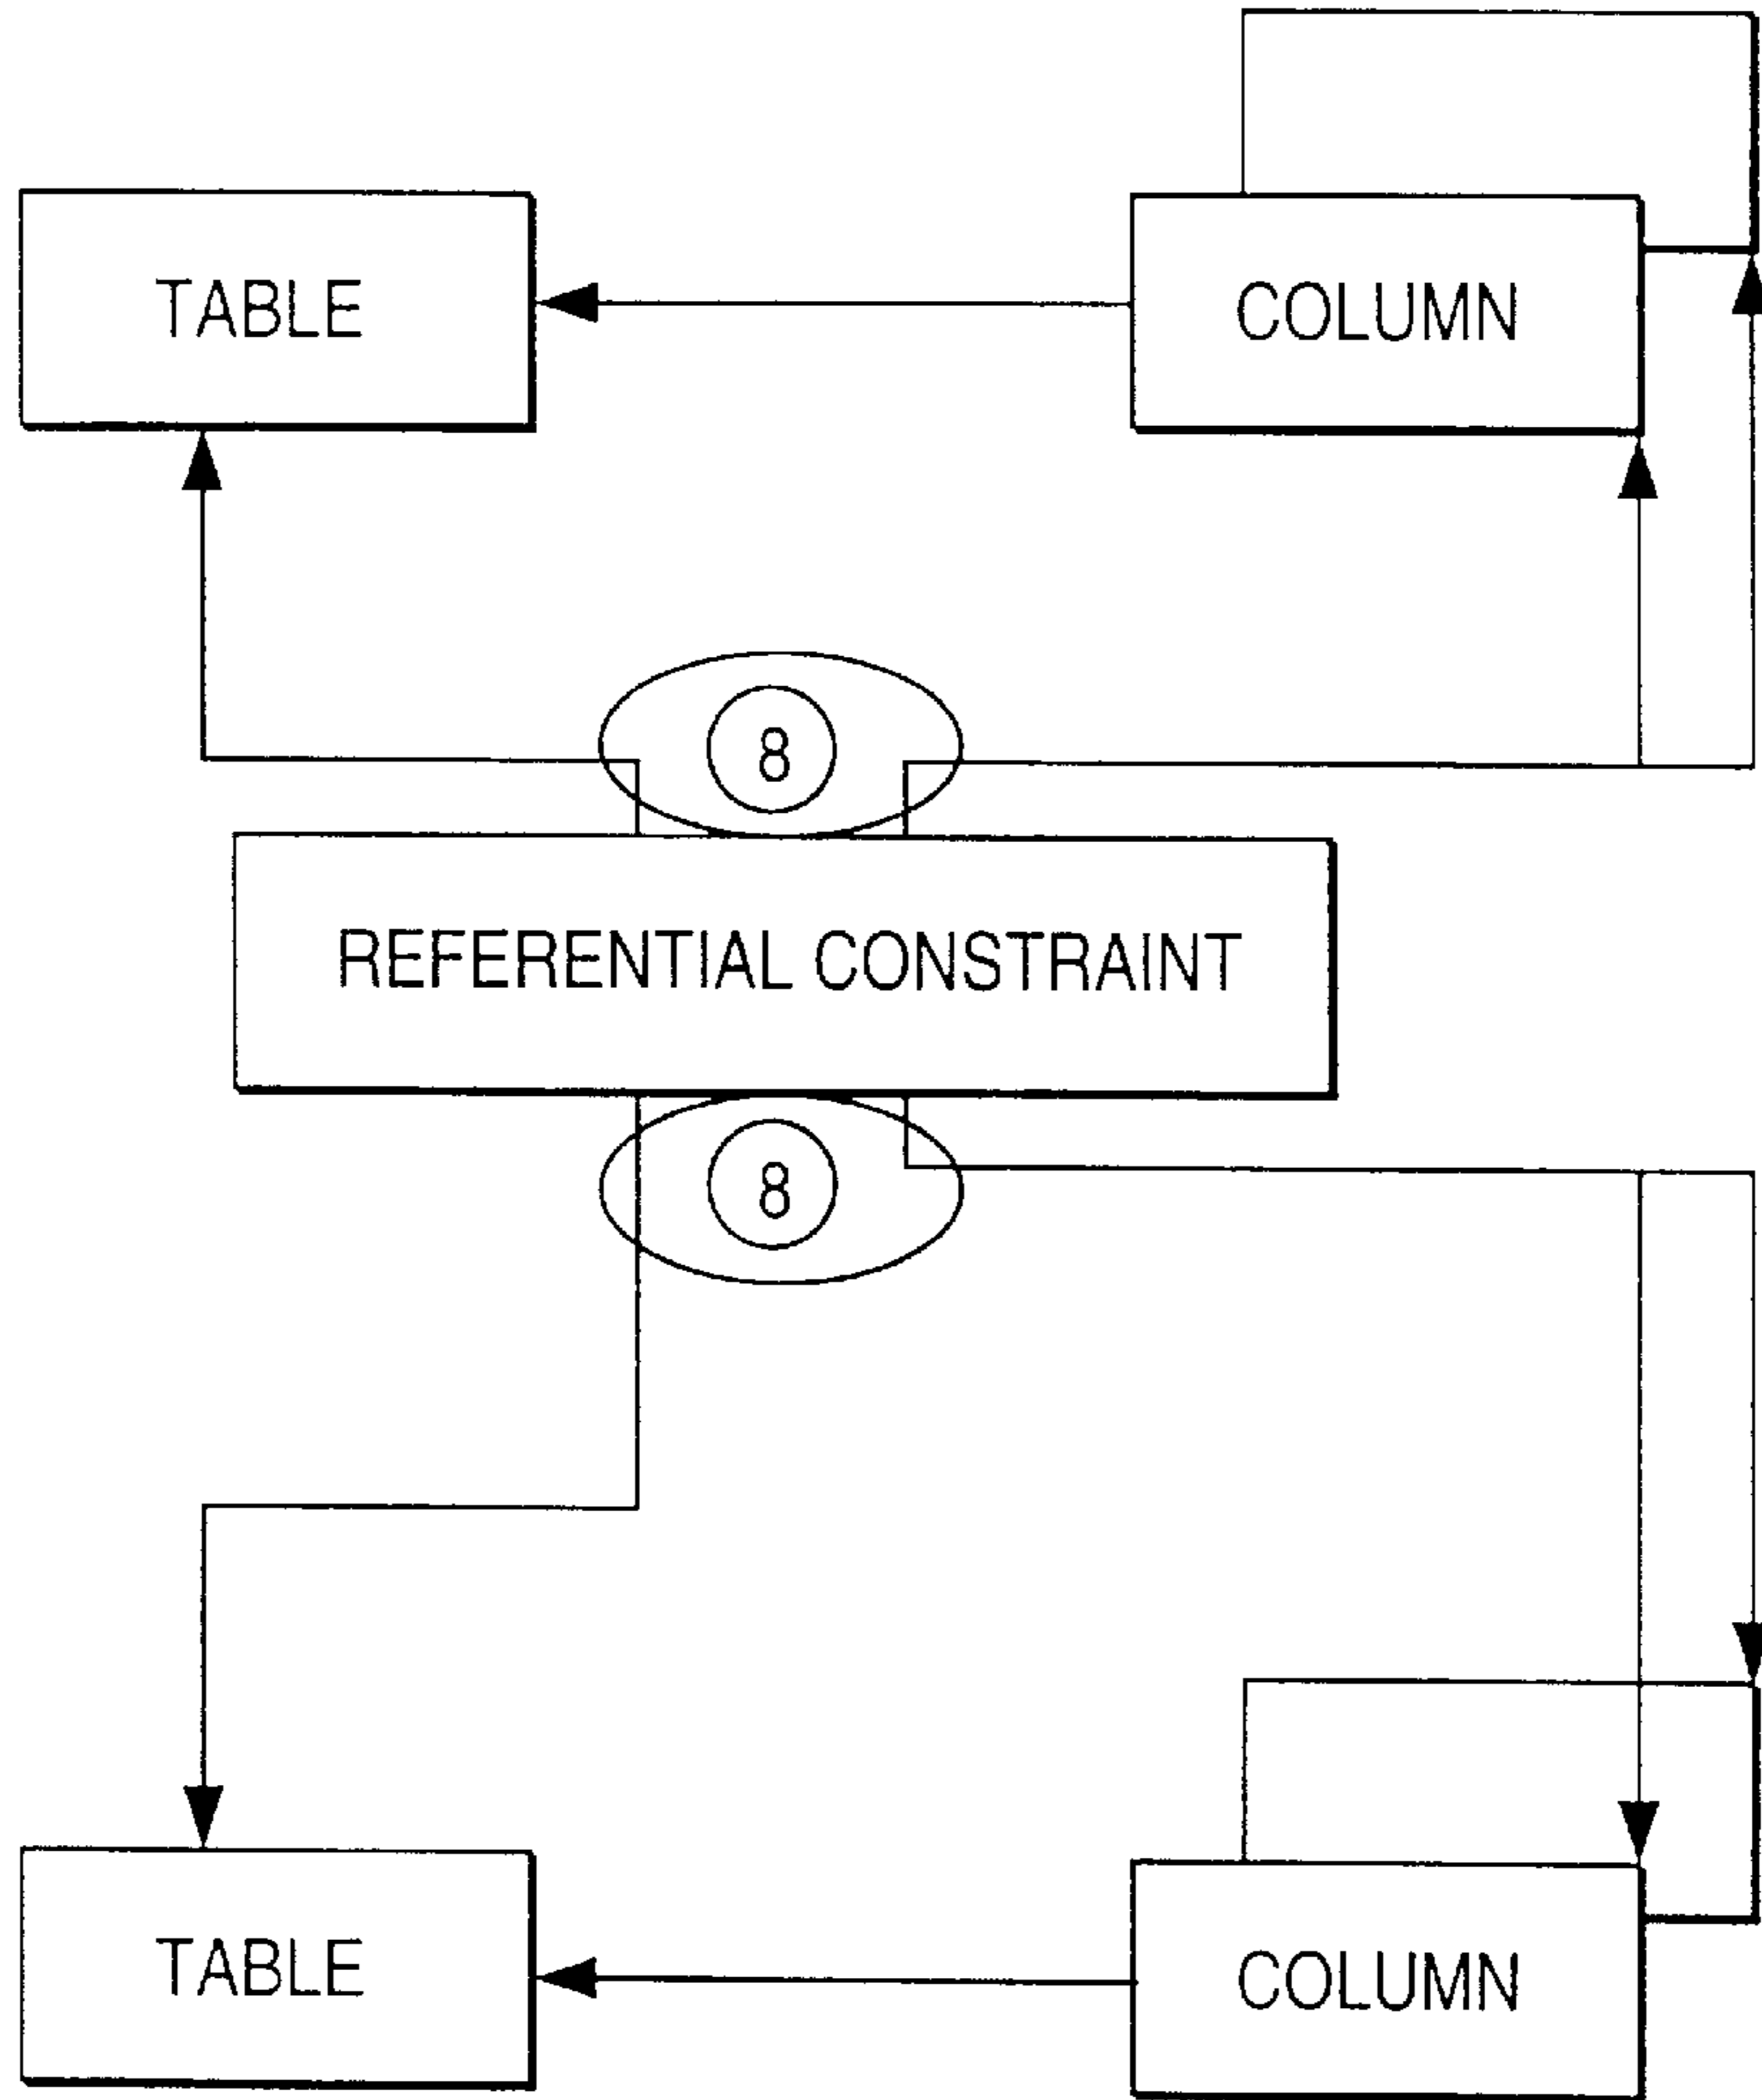 TABLE
COLUMN
8
REFERENTIAL CONSTRAINT
8
TABLE
COLUMN